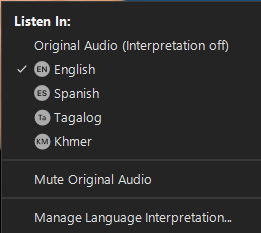 Listen In:
Original Audio (Interpretation off)
EN English
ES Spanish
Ta Tagalog
KM Khmer
Mute Original Audio
Manage Language Interpretation...